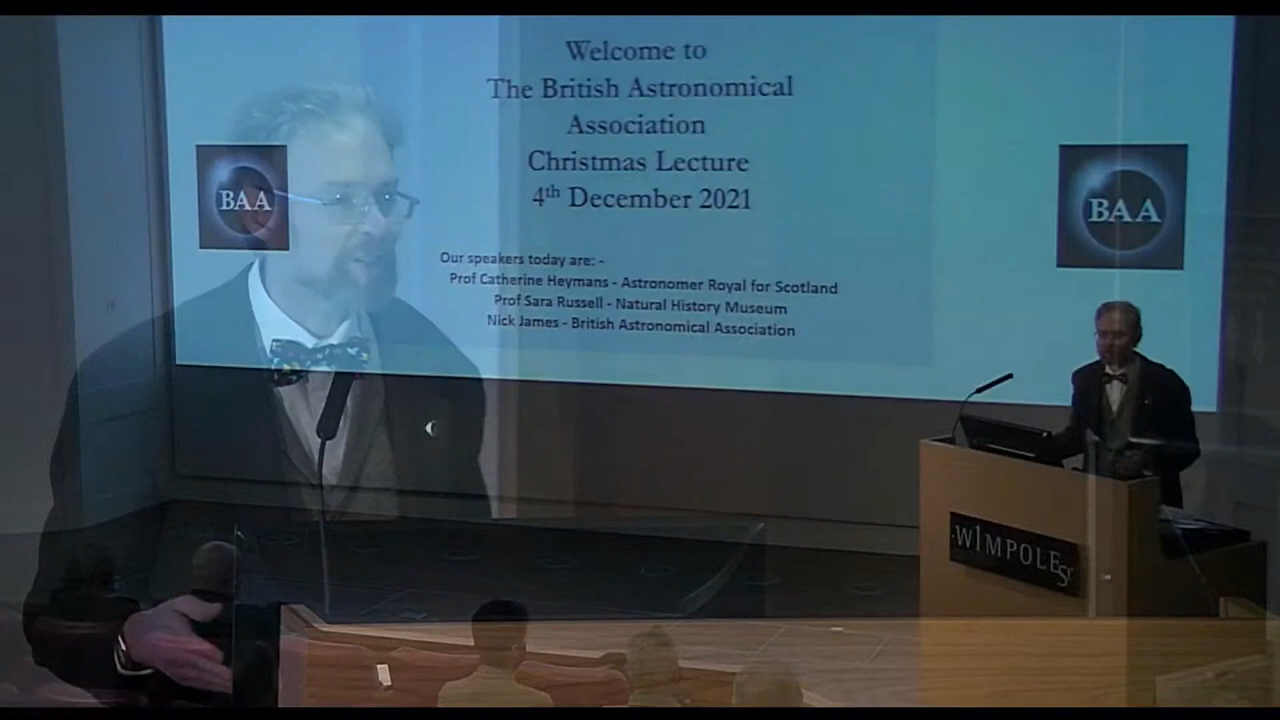 Welcome to
The British Astronomical
Association
Christmas Lecture
4th December 2021
BAA
BAA
Our speakers today are: -
Prof Catherine Heymans - Astronomer Royal for Scotland
Prof Sara Russell - Natural History Museum
Nick James - British Astronomical Association
WIMPOLE ST